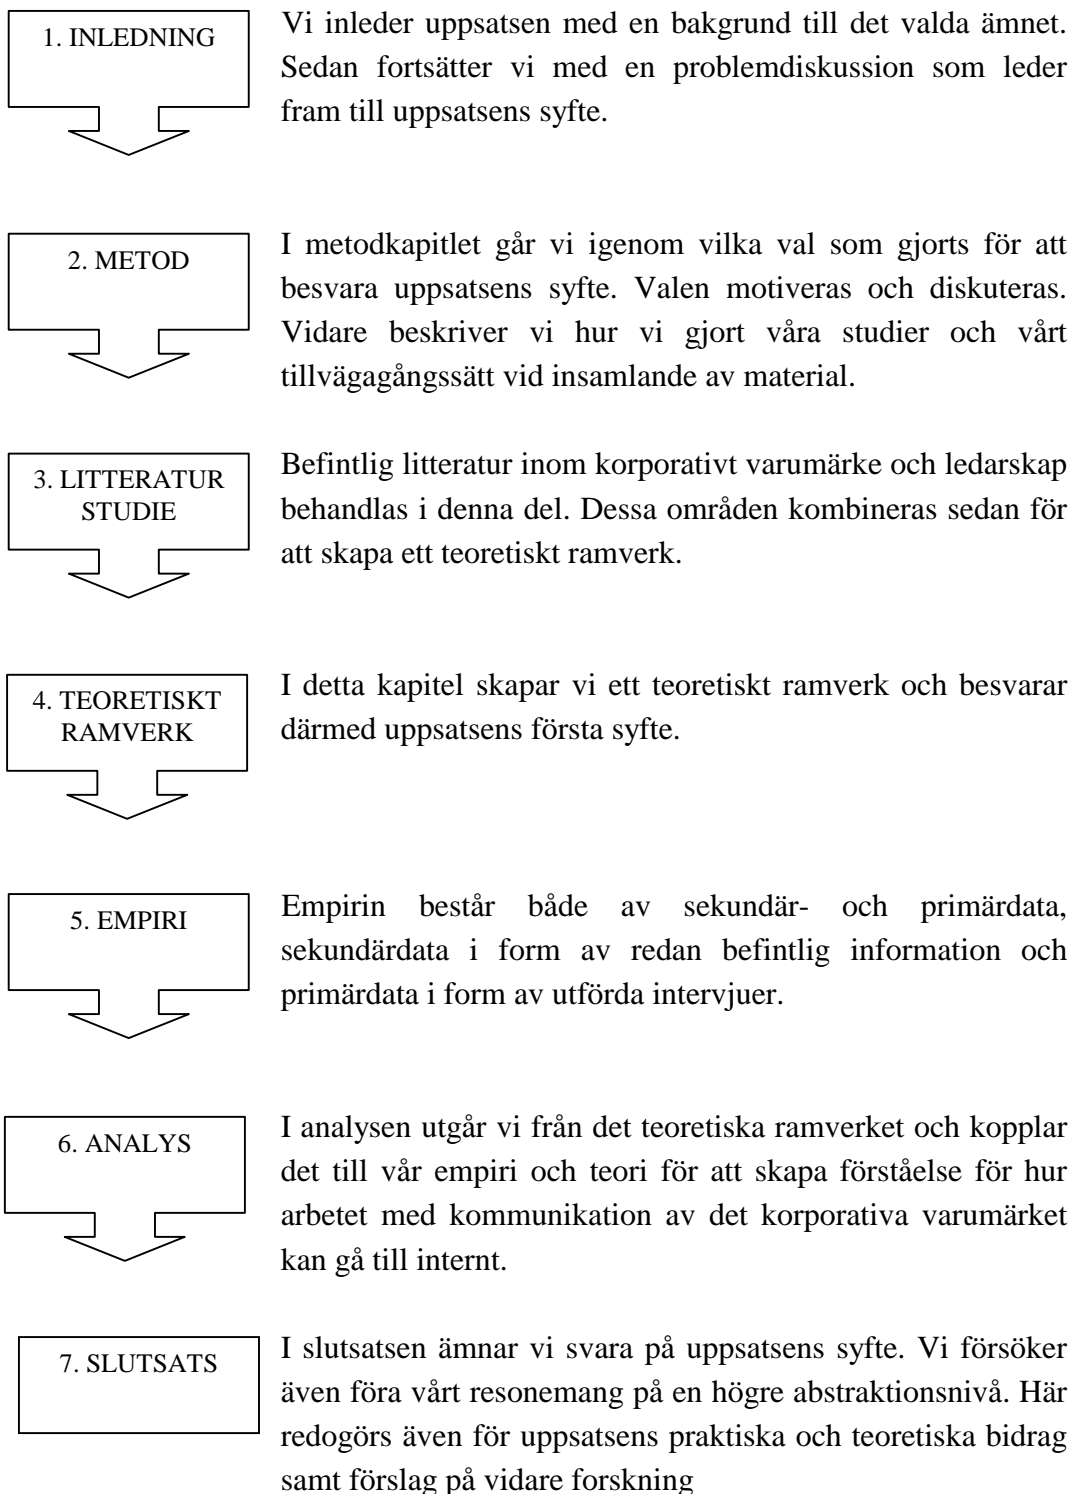 1. INLEDNING
Vi inleder uppsatsen med en bakgrund till det valda ämnet.
Sedan fortsätter vi med en problemdiskussion som leder
fram till uppsatsens syfte.
2. METOD
I metodkapitlet går vi igenom vilka val som gjorts för att
besvara uppsatsens syfte. Valen motiveras och diskuteras.
Vidare beskriver vi hur vi gjort våra studier och vårt
tillvägagångssätt vid insamlande av material.
3. LITTERATUR
STUDIE
Befintlig litteratur inom korporativt varumärke och ledarskap
behandlas i denna del. Dessa områden kombineras sedan för
att skapa ett teoretiskt ramverk.
4. TEORETISKT
RAMVERK
I detta kapitel skapar vi ett teoretiskt ramverk och besvarar
därmed uppsatsens första syfte.
5. EMPIRI
Empirin består både av sekundär- och primärdata,
sekundärdata i form av redan befintlig information och
primärdata i form av utförda intervjuer.
6. ANALYS
I analysen utgår vi från det teoretiska ramverket och kopplar
det till vår empiri och teori för att skapa förståelse för hur
arbetet med kommunikation av det korporativa varumärket
kan gå till internt.
7. SLUTSATS
I slutsatsen ämnar vi svara på uppsatsens syfte. Vi försöker
även föra vårt resonemang på en högre abstraktionsnivå. Här
redogörs även för uppsatsens praktiska och teoretiska bidrag
samt förslag på vidare forskning